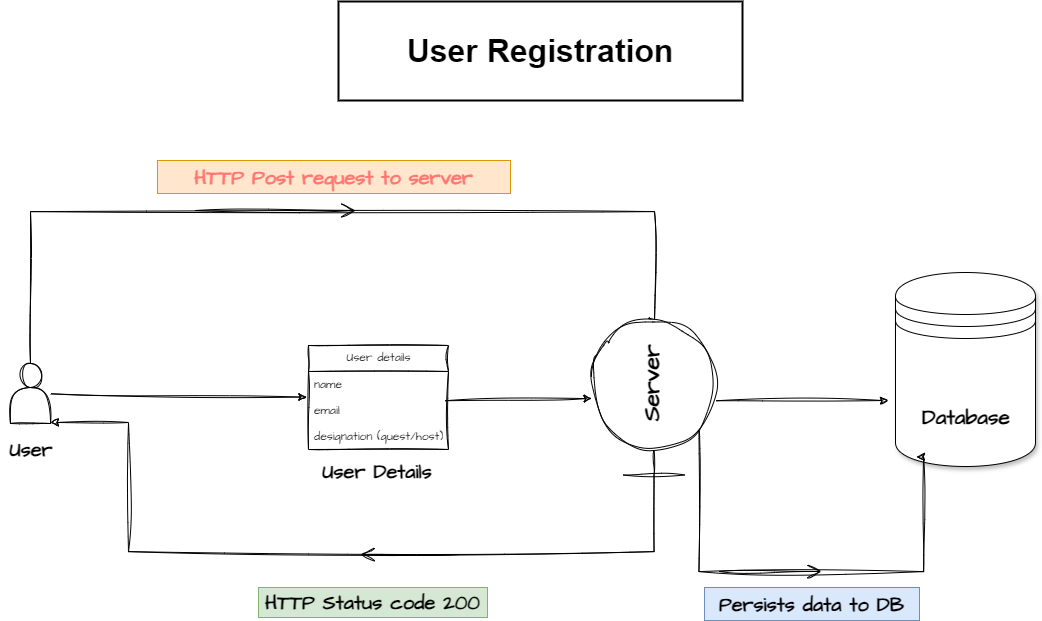 User Registration
HTTP Post request to server
User details
name
email
designation (guest/host)
User Details
User
Server
Database
HTTP Status code 200
Persists data to DB